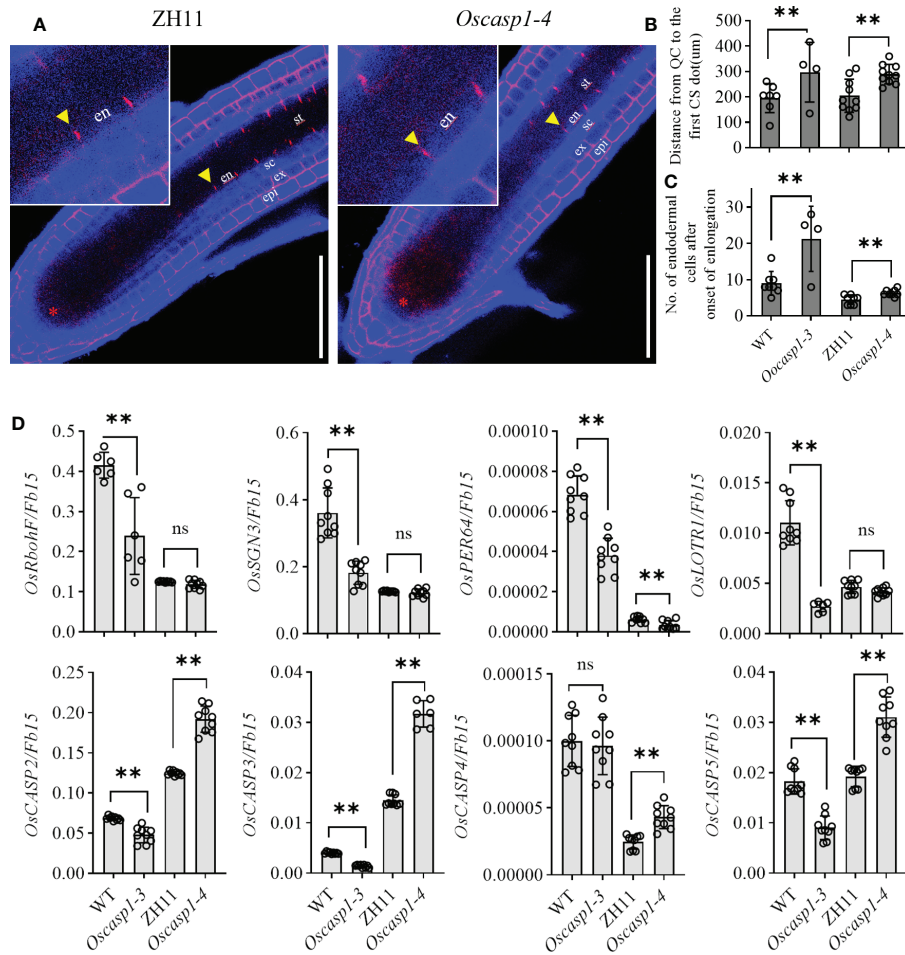 A
ZH11
Oscasp1-4
en
st
en
sc
ex
epi
*
en
st
en
sc
ex
epi
*
B
Distance from QC to the
first CS dot(um)
500
400
300
200
100
0
**
**
C
No. of endodermal
cells after
onset of enlongation
30
20
10
0
**
**
WT
Oocasp1-3
ZH11
Oscasp1-4
D
OsRbohF/Fb15
0.5
0.4
0.3
0.2
0.1
0.0
**
ns
OsSGN3/Fb15
0.6
0.4
0.2
0.0
**
ns
OsPER64/Fb15
0.00010
0.00008
0.00006
0.00004
0.00002
0.00000
**
**
OsLOTR1/Fb15
0.020
0.015
0.010
0.005
0.000
**
ns
OsCASP2/Fb15
0.25
0.20
0.15
0.10
0.05
0.00
**
**
WT
Oscasp1-3
ZH11
Oscasp1-4
OsCASP3/Fb15
0.04
0.03
0.02
0.01
0.00
**
**
WT
Oscasp1-3
ZH11
Oscasp1-4
OsCASP4/Fb15
0.00015
0.00010
0.00005
0.00000
ns
**
WT
Oscasp1-3
ZH11
Oscasp1-4
OsCASP5/Fb15
0.04
0.03
0.02
0.01
0.00
**
**
WT
Oscasp1-3
ZH11
Oscasp1-4